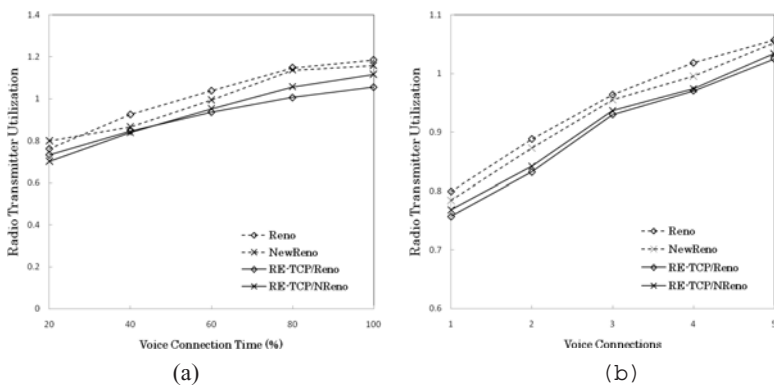 1.4
1.2
1
0.8
0.6
0.4
0.2
0
Radio Transmitter Utilization
Reno
NewReno
RE-TCP/Reno
RE-TCP/NReno
20 40 60 80 100
Voice Connection Time (%)
(a)
1.1
1
0.9
0.8
0.7
0.6
Radio Transmitter Utilization
Reno
NewReno
RE-TCP/Reno
RE-TCP/NReno
1 2 3 4 5
Voice Connections
(b)